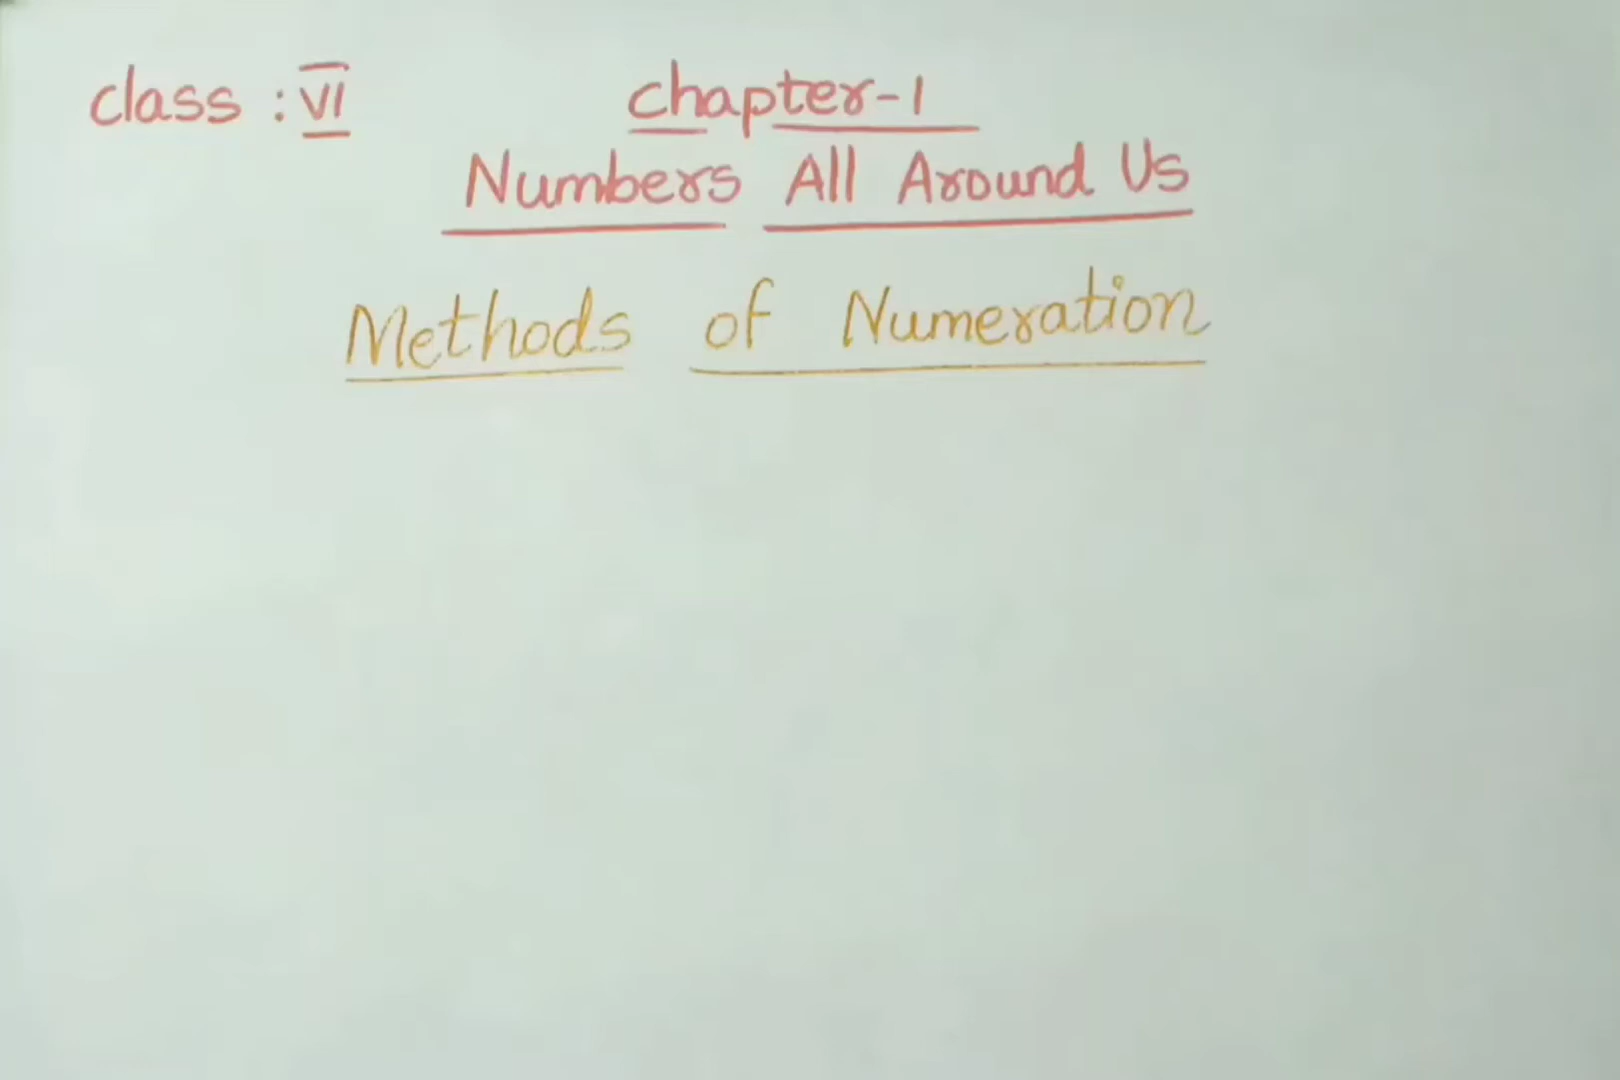 class : VI
chapter-1
Numbers All Around Us
Methods of Numeration